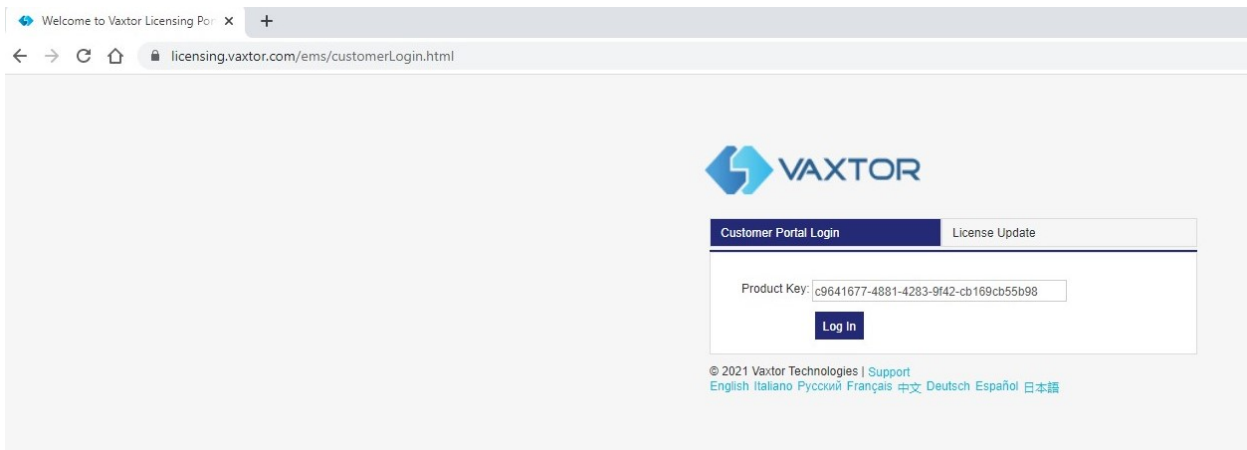 Welcome to Vaxtor Licensing Por
licensing.vaxtor.com/ems/customerLogin.html
VAXTOR
Customer Portal Login License Update
Product Key: c9641677-4881-4283-9f42-cb169cb55b98
Log In
© 2021 Vaxtor Technologies | Support
English Italiano Русский Français 中文 Deutsch Español 日本語